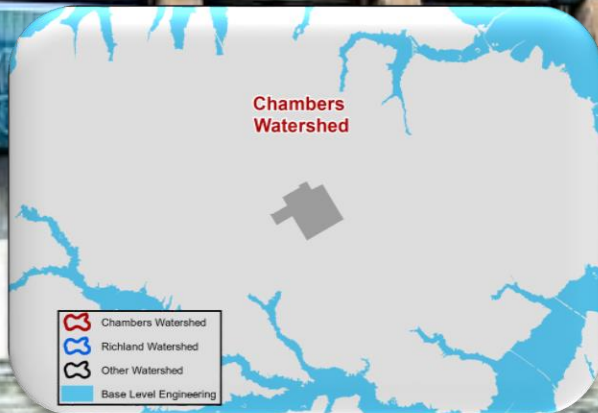 Chambers
Watershed
Chambers Watershed
Richland Watershed
Other Watershed
Base Level Engineering